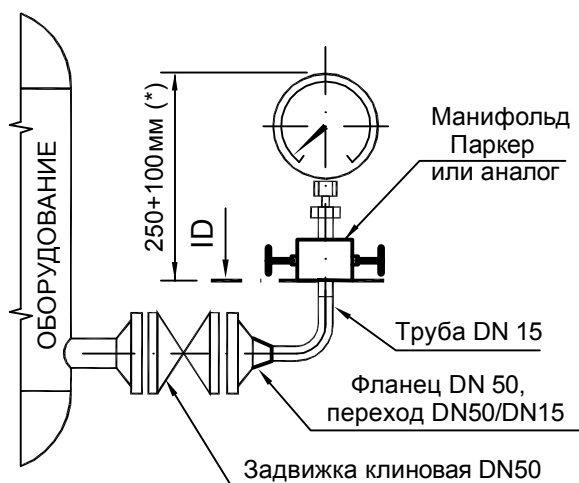 ОБОРУДОВАНИЕ
250+100мм (*)
ID
Манифольд
Паркер
или аналог
Труба DN 15
Фланец DN 50,
переход DN50/DN15
Задвижка клиновая DN50